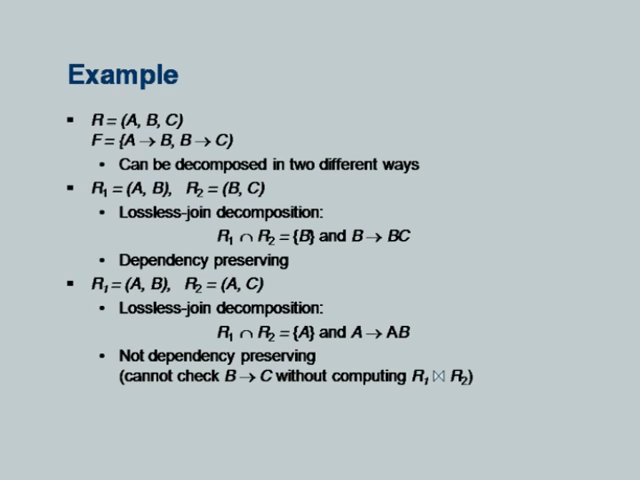 Example
▪ R = (A, B, C)
F = {A → B, B → C)
• Can be decomposed in two different ways
▪ R₁ = (A, B), R₂ = (B, C)
• Lossless-join decomposition:
R₁ ∩ R₂ = {B} and B → BC
• Dependency preserving
▪ R₁ = (A, B), R₂ = (A, C)
• Lossless-join decomposition:
R₁ ∩ R₂ = {A} and A → AB
• Not dependency preserving
(cannot check B → C without computing R₁ ⋈ R₂)